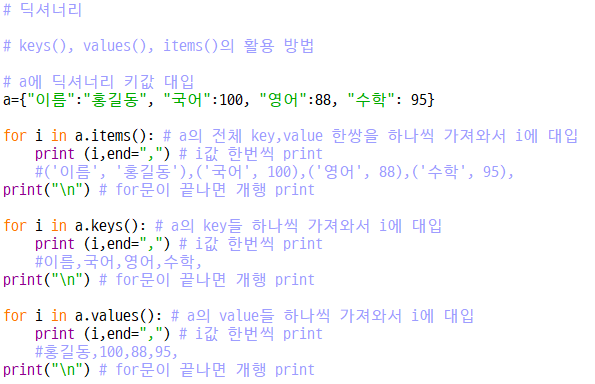 # 딕셔너리
# keys(), values(), items()의 활용 방법
# a에 딕셔너리 키값 대입
a={"이름":"홍길동", "국어":100, "영어":88, "수학": 95}
for i in a.items(): # a의 전체 key,value 한쌍을 하나씩 가져와서 i에 대입
    print (i,end=",") # i값 한번씩 print
    #('이름', '홍길동'),('국어', 100),('영어', 88),('수학', 95),
print("\n") # for문이 끝나면 개행 print
for i in a.keys(): # a의 key들 하나씩 가져와서 i에 대입
    print (i,end=",") # i값 한번씩 print
    #이름,국어,영어,수학,
print("\n") # for문이 끝나면 개행 print
for i in a.values(): # a의 value들 하나씩 가져와서 i에 대입
    print (i,end=",") # i값 한번씩 print
    #홍길동,100,88,95,
print("\n") # for문이 끝나면 개행 print